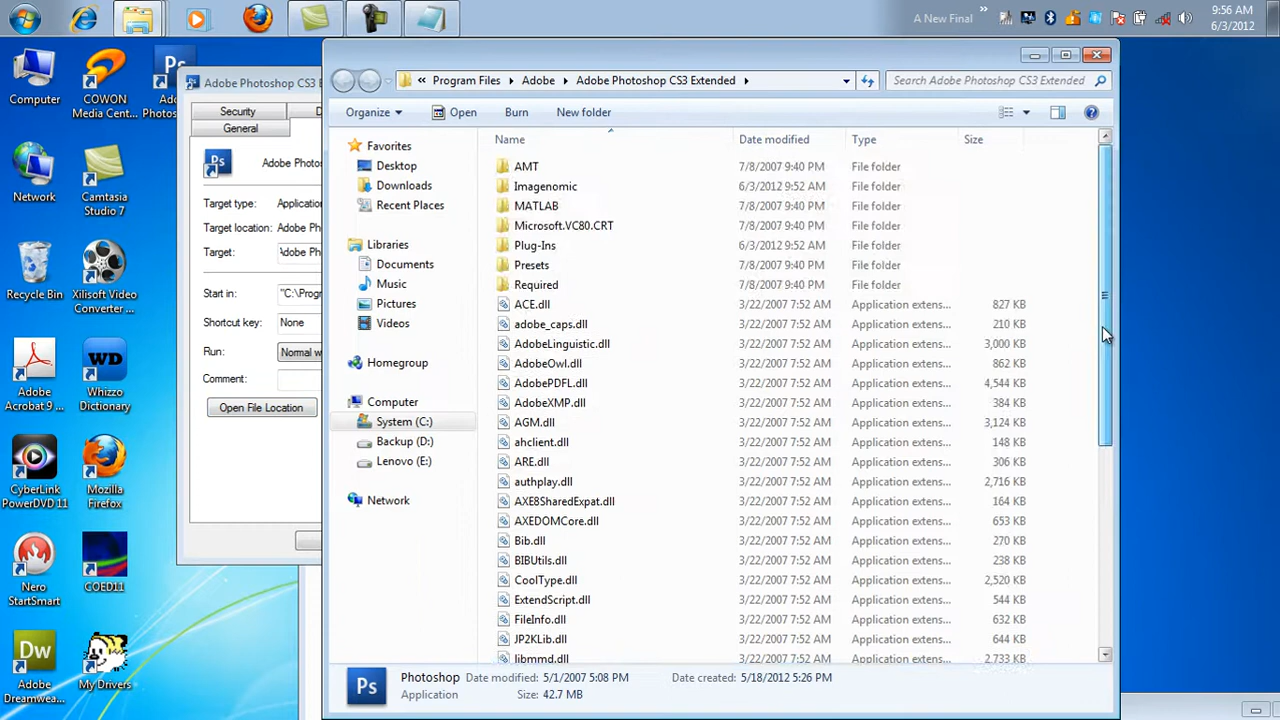 A New Final
9:56 AM
6/3/2012
Computer
COWON
Media Cent...
Network
Camtasia
Studio 7
Recycle Bin
Xilisoft Video
Converter ...
Adobe
Acrobat 9 ...
Whizzo
Dictionary
CyberLink
PowerDVD 11
Mozilla
Firefox
Nero
StartSmart
COED11
Adobe
Dreamwea...
My Drivers
Adobe Photoshop CS3 E
Security
General
Adobe Photos
Target type: Application
Target location: Adobe Ph
Target: Adobe Ph
Start in: "C:\Progr
Shortcut key: None
Run: Normal w
Comment:
Open File Location
« Program Files Adobe Adobe Photoshop CS3 Extended
Search Adobe Photoshop CS3 Extended
Organize Open Burn New folder
Favorites
Desktop
Downloads
Recent Places
Libraries
Documents
Music
Pictures
Videos
Homegroup
Computer
System (C:)
Backup (D:)
Lenovo (E:)
Network
Name Date modified Type Size
AMT 7/8/2007 9:40 PM File folder
Imagenomic 6/3/2012 9:52 AM File folder
MATLAB 7/8/2007 9:40 PM File folder
Microsoft.VC80.CRT 7/8/2007 9:40 PM File folder
Plug-Ins 6/3/2012 9:52 AM File folder
Presets 7/8/2007 9:40 PM File folder
Required 7/8/2007 9:40 PM File folder
ACE.dll 3/22/2007 7:52 AM Application extens... 827 KB
adobe_caps.dll 3/22/2007 7:52 AM Application extens... 210 KB
AdobeLinguistic.dll 3/22/2007 7:52 AM Application extens... 3,000 KB
AdobeOwl.dll 3/22/2007 7:52 AM Application extens... 862 KB
AdobePDFL.dll 3/22/2007 7:52 AM Application extens... 4,544 KB
AdobeXMP.dll 3/22/2007 7:52 AM Application extens... 384 KB
AGM.dll 3/22/2007 7:52 AM Application extens... 3,124 KB
ahclient.dll 3/22/2007 7:52 AM Application extens... 148 KB
ARE.dll 3/22/2007 7:52 AM Application extens... 306 KB
authplay.dll 3/22/2007 7:52 AM Application extens... 2,716 KB
AXE8SharedExpat.dll 3/22/2007 7:52 AM Application extens... 164 KB
AXEDOMCore.dll 3/22/2007 7:52 AM Application extens... 653 KB
Bib.dll 3/22/2007 7:52 AM Application extens... 270 KB
BIBUtils.dll 3/22/2007 7:52 AM Application extens... 238 KB
CoolType.dll 3/22/2007 7:52 AM Application extens... 2,520 KB
ExtendScript.dll 3/22/2007 7:52 AM Application extens... 544 KB
FileInfo.dll 3/22/2007 7:52 AM Application extens... 632 KB
JP2KLib.dll 3/22/2007 7:52 AM Application extens... 644 KB
libmmd.dll 3/22/2007 7:52 AM Application extens... 2,733 KB
Photoshop Date modified: 5/1/2007 5:08 PM Date created: 5/18/2012 5:26 PM
Application Size: 42.7 MB